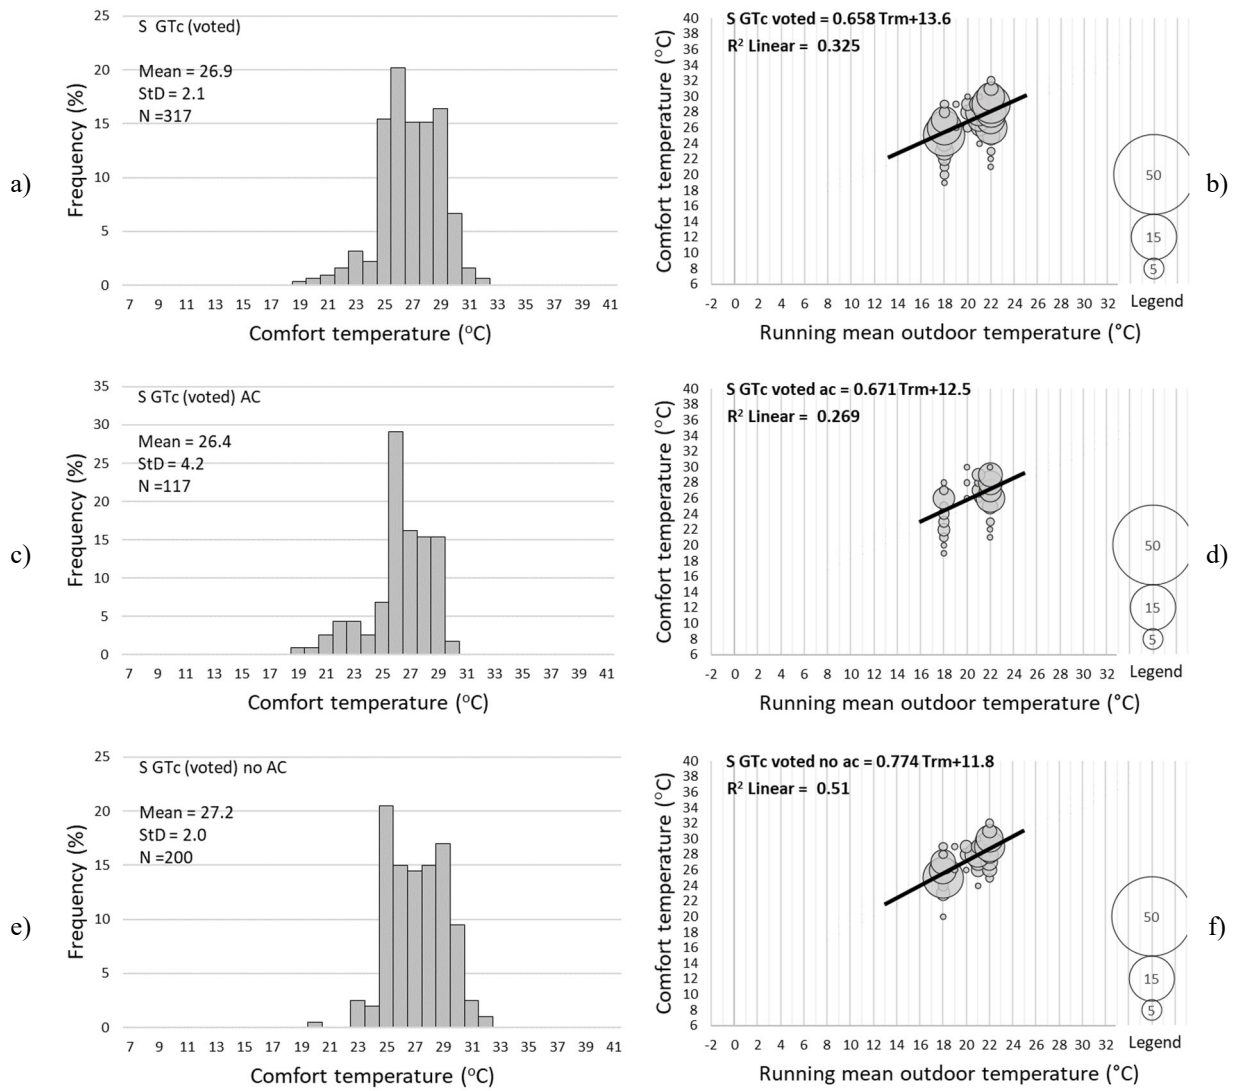 a)
25
20
15
10
5
0
Frequency (%)
S GTc (voted)
Mean = 26.9
StD = 2.1
N =317
7 9 11 13 15 17 19 21 23 25 27 29 31 33 35 37 39 41
Comfort temperature (°C)
b)
40
38
36
34
32
30
28
26
24
22
20
18
16
14
12
10
8
6
Comfort temperature (°C)
S GTc voted = 0.658 Trm+13.6
R² Linear = 0.325
50
15
5
-2 0 2 4 6 8 10 12 14 16 18 20 22 24 26 28 30 32 Legend
Running mean outdoor temperature (°C)
c)
35
30
25
20
15
10
5
0
Frequency (%)
S GTc (voted) AC
Mean = 26.4
StD = 4.2
N =117
7 9 11 13 15 17 19 21 23 25 27 29 31 33 35 37 39 41
Comfort temperature (°C)
d)
40
38
36
34
32
30
28
26
24
22
20
18
16
14
12
10
8
6
Comfort temperature (°C)
S GTc voted ac = 0.671 Trm+12.5
R² Linear = 0.269
50
15
5
-2 0 2 4 6 8 10 12 14 16 18 20 22 24 26 28 30 32 Legend
Running mean outdoor temperature (°C)
e)
25
20
15
10
5
0
Frequency (%)
S GTc (voted) no AC
Mean = 27.2
StD = 2.0
N =200
7 9 11 13 15 17 19 21 23 25 27 29 31 33 35 37 39 41
Comfort temperature (°C)
f)
40
38
36
34
32
30
28
26
24
22
20
18
16
14
12
10
8
6
Comfort temperature (°C)
S GTc voted no ac = 0.774 Trm+11.8
R² Linear = 0.51
50
15
5
-2 0 2 4 6 8 10 12 14 16 18 20 22 24 26 28 30 32 Legend
Running mean outdoor temperature (°C)